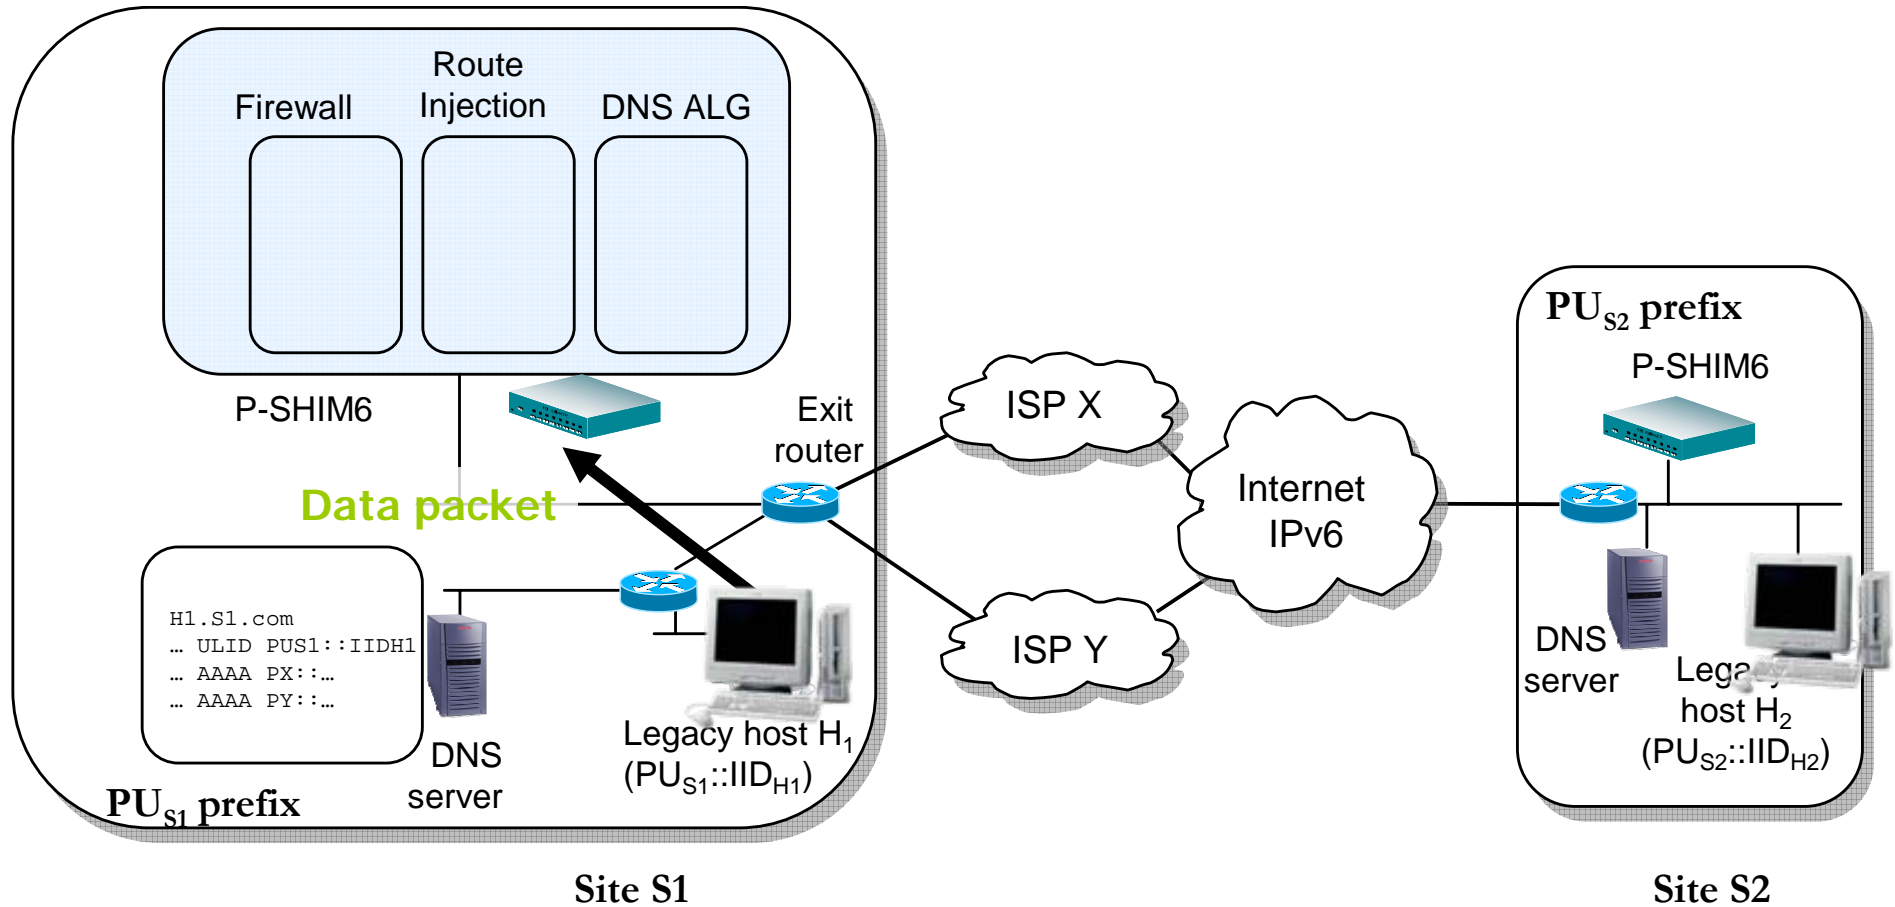 Route
Injection
Firewall
DNS ALG
P-SHIM6
Exit
router
Data packet
H1.S1.com
… ULID PUS1::IIDH1
… AAAA PX::…
… AAAA PY::…
DNS
server
Legacy host H1
(PUS1::IIDH1)
PUS1 prefix
Site S1
ISP X
ISP Y
Internet
IPv6
PUS2 prefix
P-SHIM6
DNS
server
Legacy
host H2
(PUS2::IIDH2)
Site S2